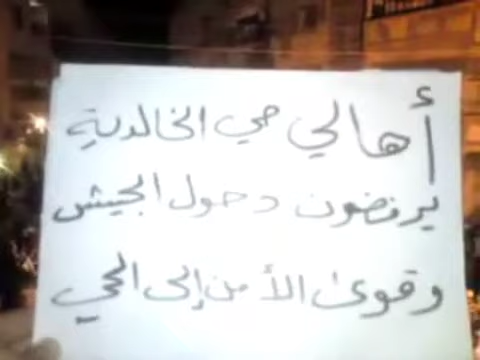 أهالي حي الخالدية
يرفضون دخول الجيش
وقوى الأمن إلى الحي